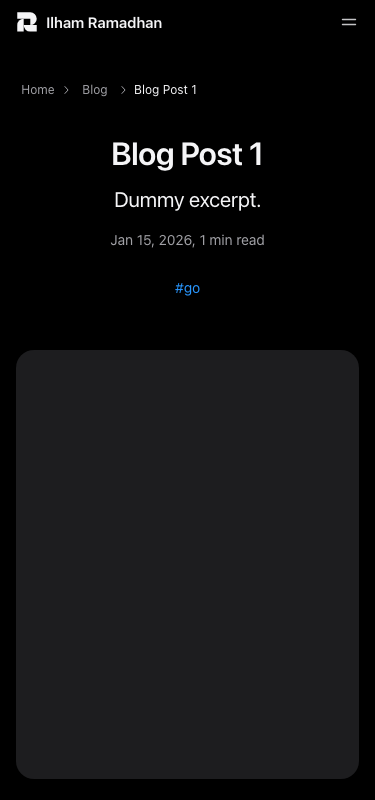 Ilham Ramadhan
Home > Blog > Blog Post 1
Blog Post 1
Dummy excerpt.
Jan 15, 2026, 1 min read
#go